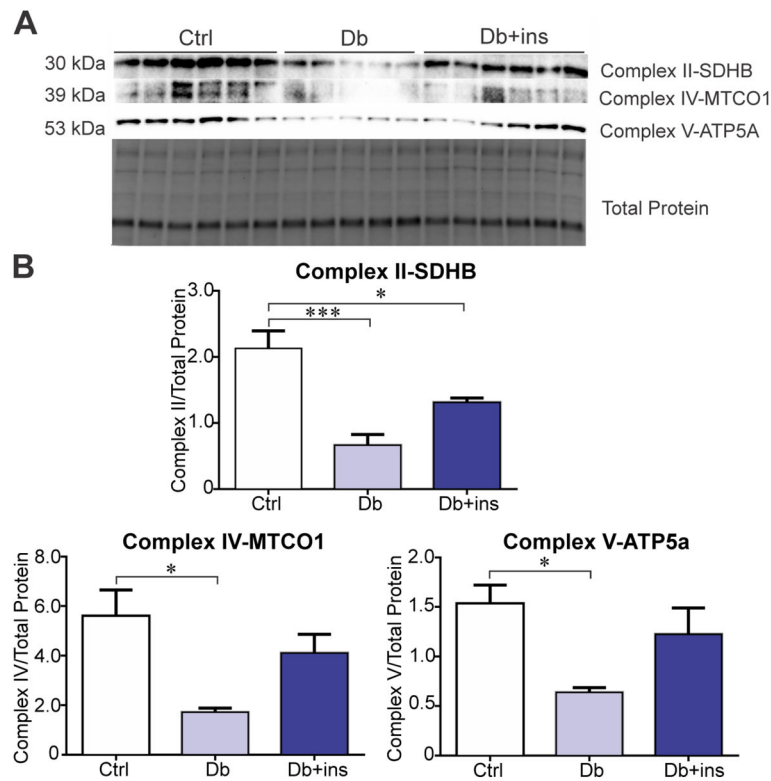 A
Ctrl Db Db+ins
30 kDa Complex II-SDHB
39 kDa Complex IV-MTCO1
53 kDa Complex V-ATP5A
Total Protein
B
Complex II-SDHB
Complex II/Total Protein
3.0
2.0
1.0
0
*
***
Ctrl Db Db+ins
Complex IV-MTCO1
Complex IV/Total Protein
8.0
6.0
4.0
2.0
0
*
Ctrl Db Db+ins
Complex V-ATP5a
Complex V/Total Protein
2.0
1.5
1.0
0.5
0
*
Ctrl Db Db+ins